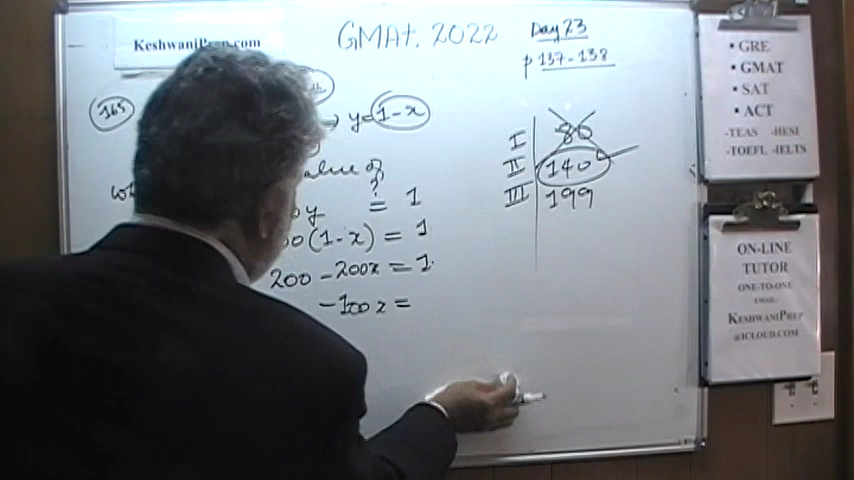 KeshwaniPrep.com
GMAT. 2022
Day 23
p 137-138
165
y=1-x
alue of
?
y = 1
00(1-x) = 1
200 - 200x = 1.
-100x =
I 80
II 140
III 199
• GRE
• GMAT
• SAT
• ACT
-TEAS -HESI
-TOEFL -IELTS
ON-LINE
TUTOR
ONE-TO-ONE
EMAIL:
KESHWANIPREP
@ICLOUD.COM